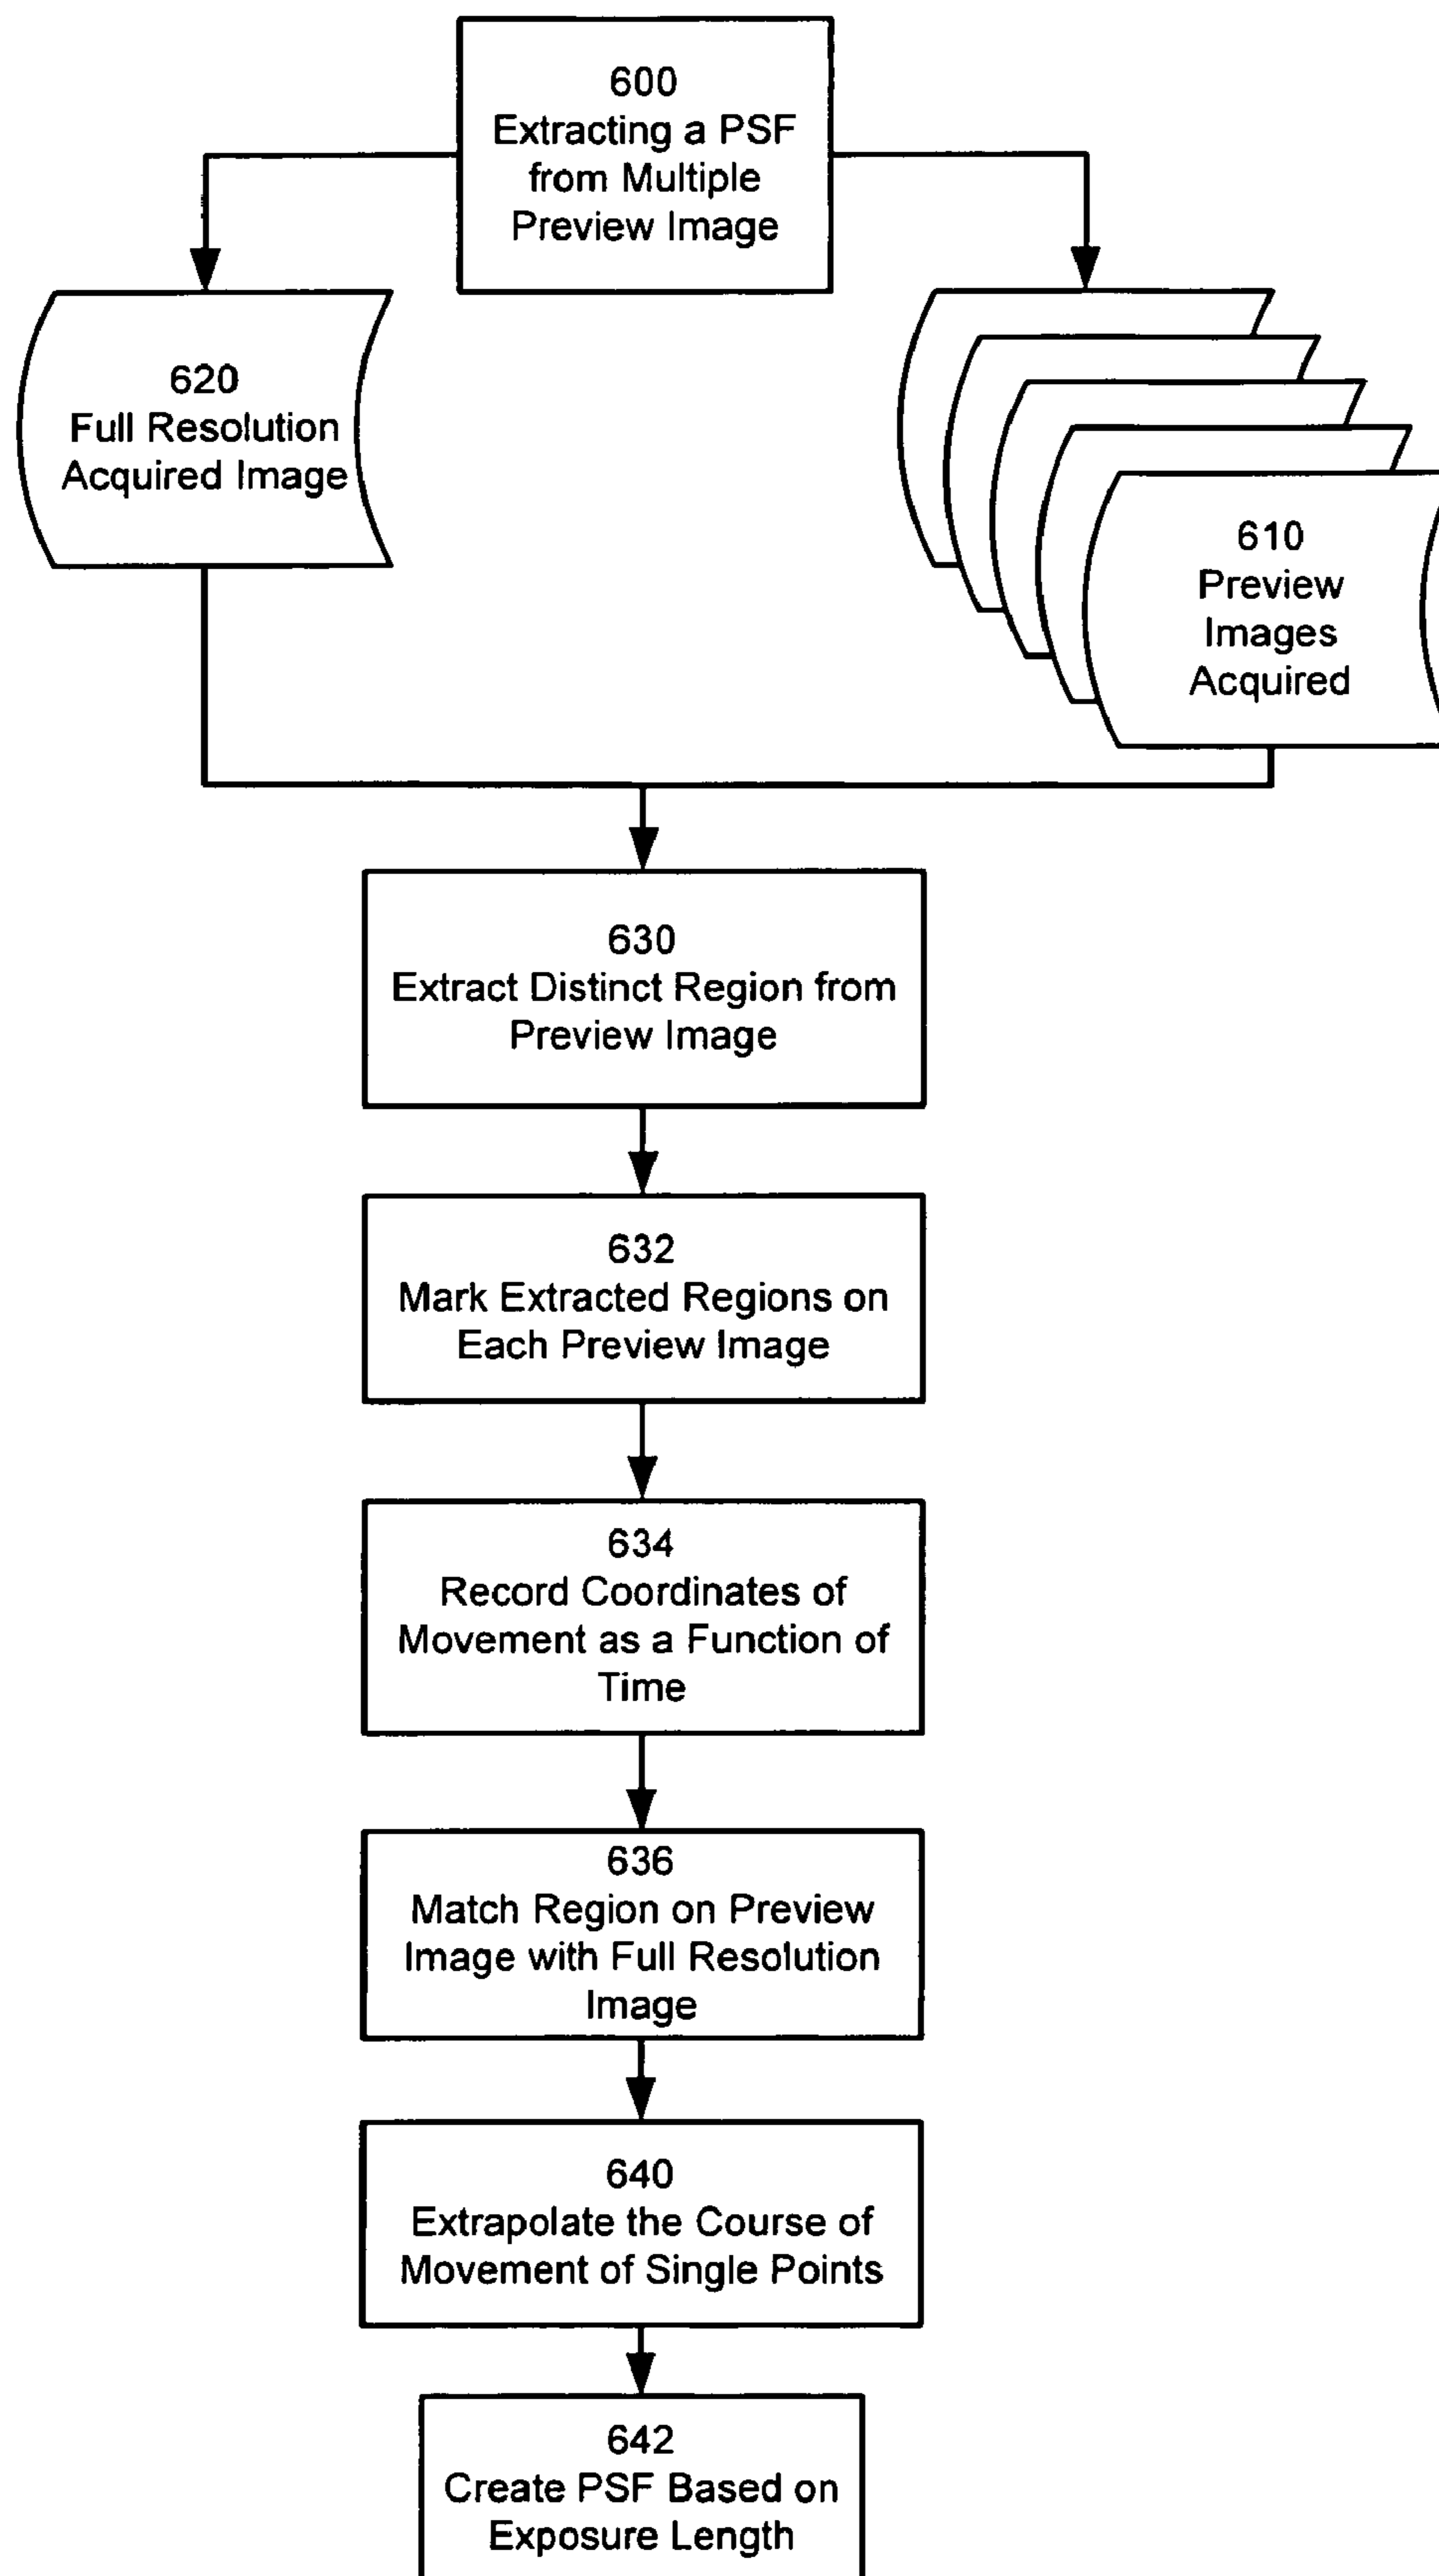 600
Extracting a PSF
from Multiple
Preview Image
620
Full Resolution
Acquired Image
610
Preview
Images
Acquired
630
Extract Distinct Region from
Preview Image
632
Mark Extracted Regions on
Each Preview Image
634
Record Coordinates of
Movement as a Function of
Time
636
Match Region on Preview
Image with Full Resolution
Image
640
Extrapolate the Course of
Movement of Single Points
642
Create PSF Based on
Exposure Length